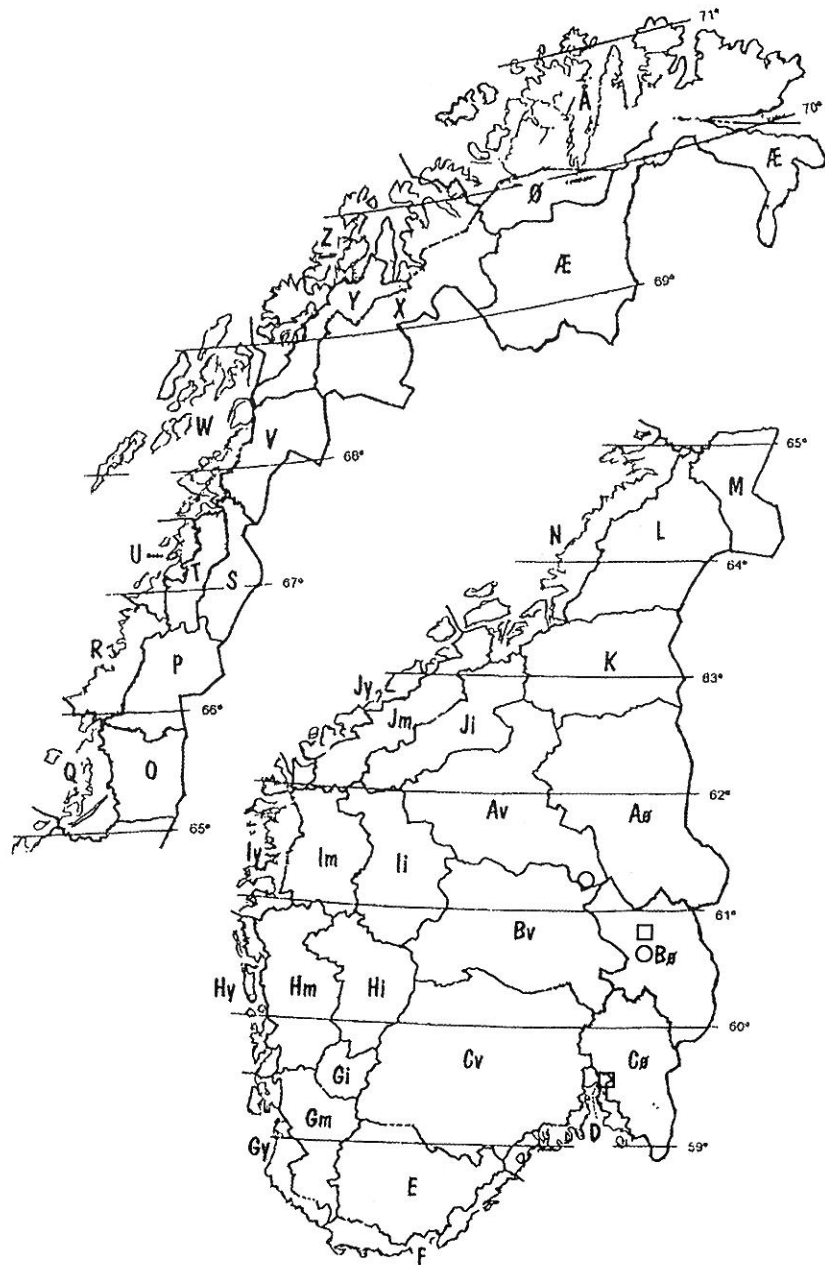 71°
70°
Å
Æ
Ø
Z
Æ
Y
X
69°
W
V
68°
65°
M
L
N
U
T
S
67°
64°
R
P
K
63°
Jy
Jm
Ji
66°
Q
O
62°
65°
Av
Aø
Iy
Im
Ii
61°
Bv
Bø
Hy
Hm
Hi
60°
Cv
Cø
Gi
Gm
Gy
D
59°
E
F